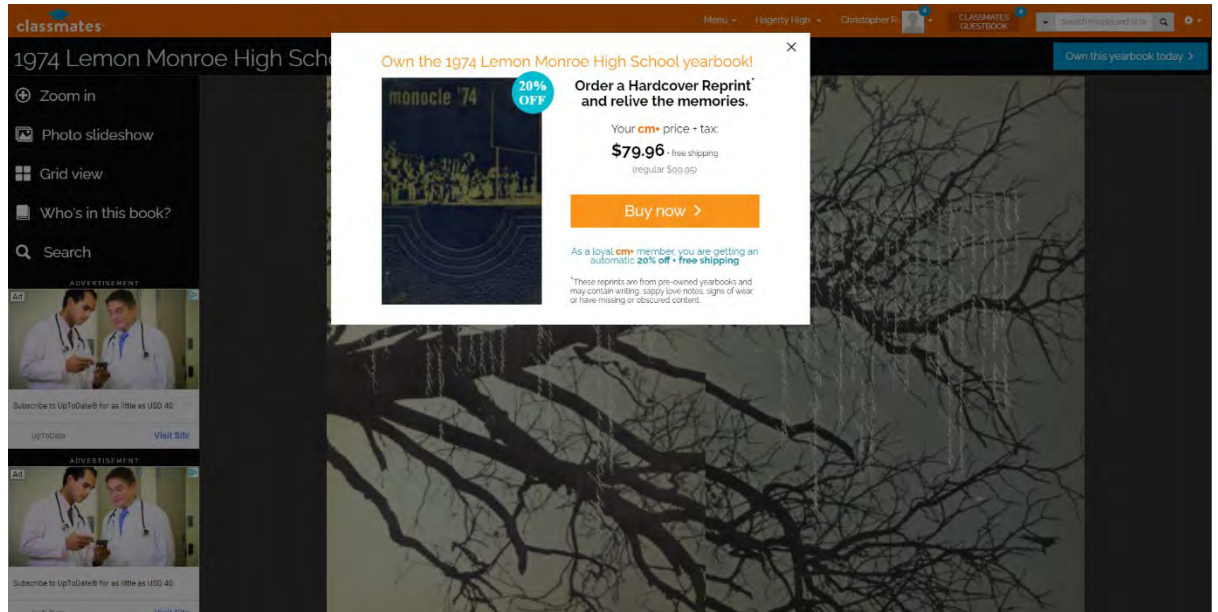 classmates
Menu
Hagerty High
Christopher R
CLASSMATES
GUESTBOOK
1974 Lemon Monroe High Sch
Own this yearbook today >
Zoom in
Photo slideshow
Grid view
Who's in this book?
Search
ADVERTISEMENT
Ad
Subscribe to UpToDate® for as little as USD 40.
UpToDate
Visit Site
ADVERTISEMENT
Ad
Subscribe to UpToDate® for as little as USD 40.
Own the 1974 Lemon Monroe High School yearbook!
monocle '74
20%
OFF
Order a Hardcover Reprint*
and relive the memories.
Your cm+ price + tax:
$79.96 + free shipping
(regular $99.95)
Buy now >
As a loyal cm+ member, you are getting an
automatic 20% off + free shipping
*These reprints are from pre-owned yearbooks and
may contain writing, sappy love notes, signs of wear,
or have missing or obscured content.